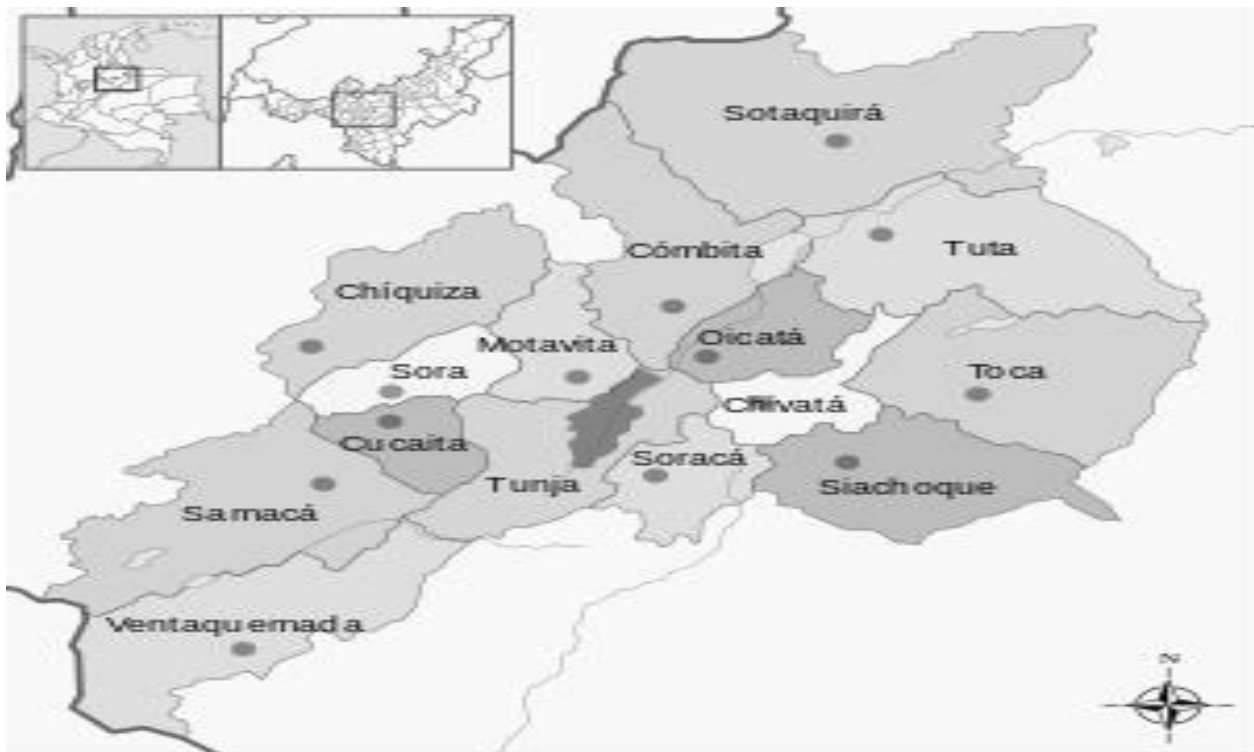 Sotaquirá
Tuta
Cómbita
Chíquiza
Motavita
Oicatá
Sora
Toca
Chivatá
Cucaita
Soracá
Tunja
Siachoque
Samacá
Ventaquemada
N